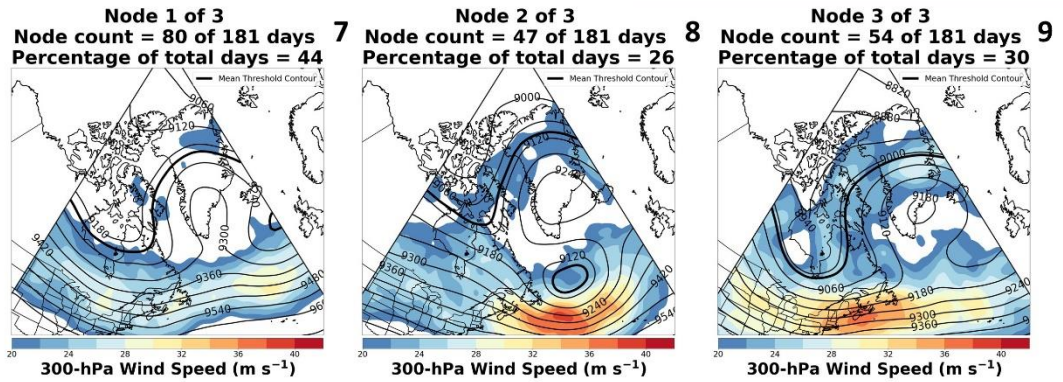 Node 1 of 3
Node count = 80 of 181 days
Percentage of total days = 44
7
Mean Threshold Contour
9060
9120
9180
9420
9300
9360
9480
9540
20 24 28 32 36 40
300-hPa Wind Speed (m s⁻¹)
Node 2 of 3
Node count = 47 of 181 days
Percentage of total days = 26
8
Mean Threshold Contour
9000
9120
9060
9240
9180
9300
9360
9120
9420
9240
9540
20 24 28 32 36 40
300-hPa Wind Speed (m s⁻¹)
Node 3 of 3
Node count = 54 of 181 days
Percentage of total days = 30
9
Mean Threshold Contour
8820
8880
9000
9180
9120
9240
9060
9180
9240
9300
9360
20 24 28 32 36 40
300-hPa Wind Speed (m s⁻¹)